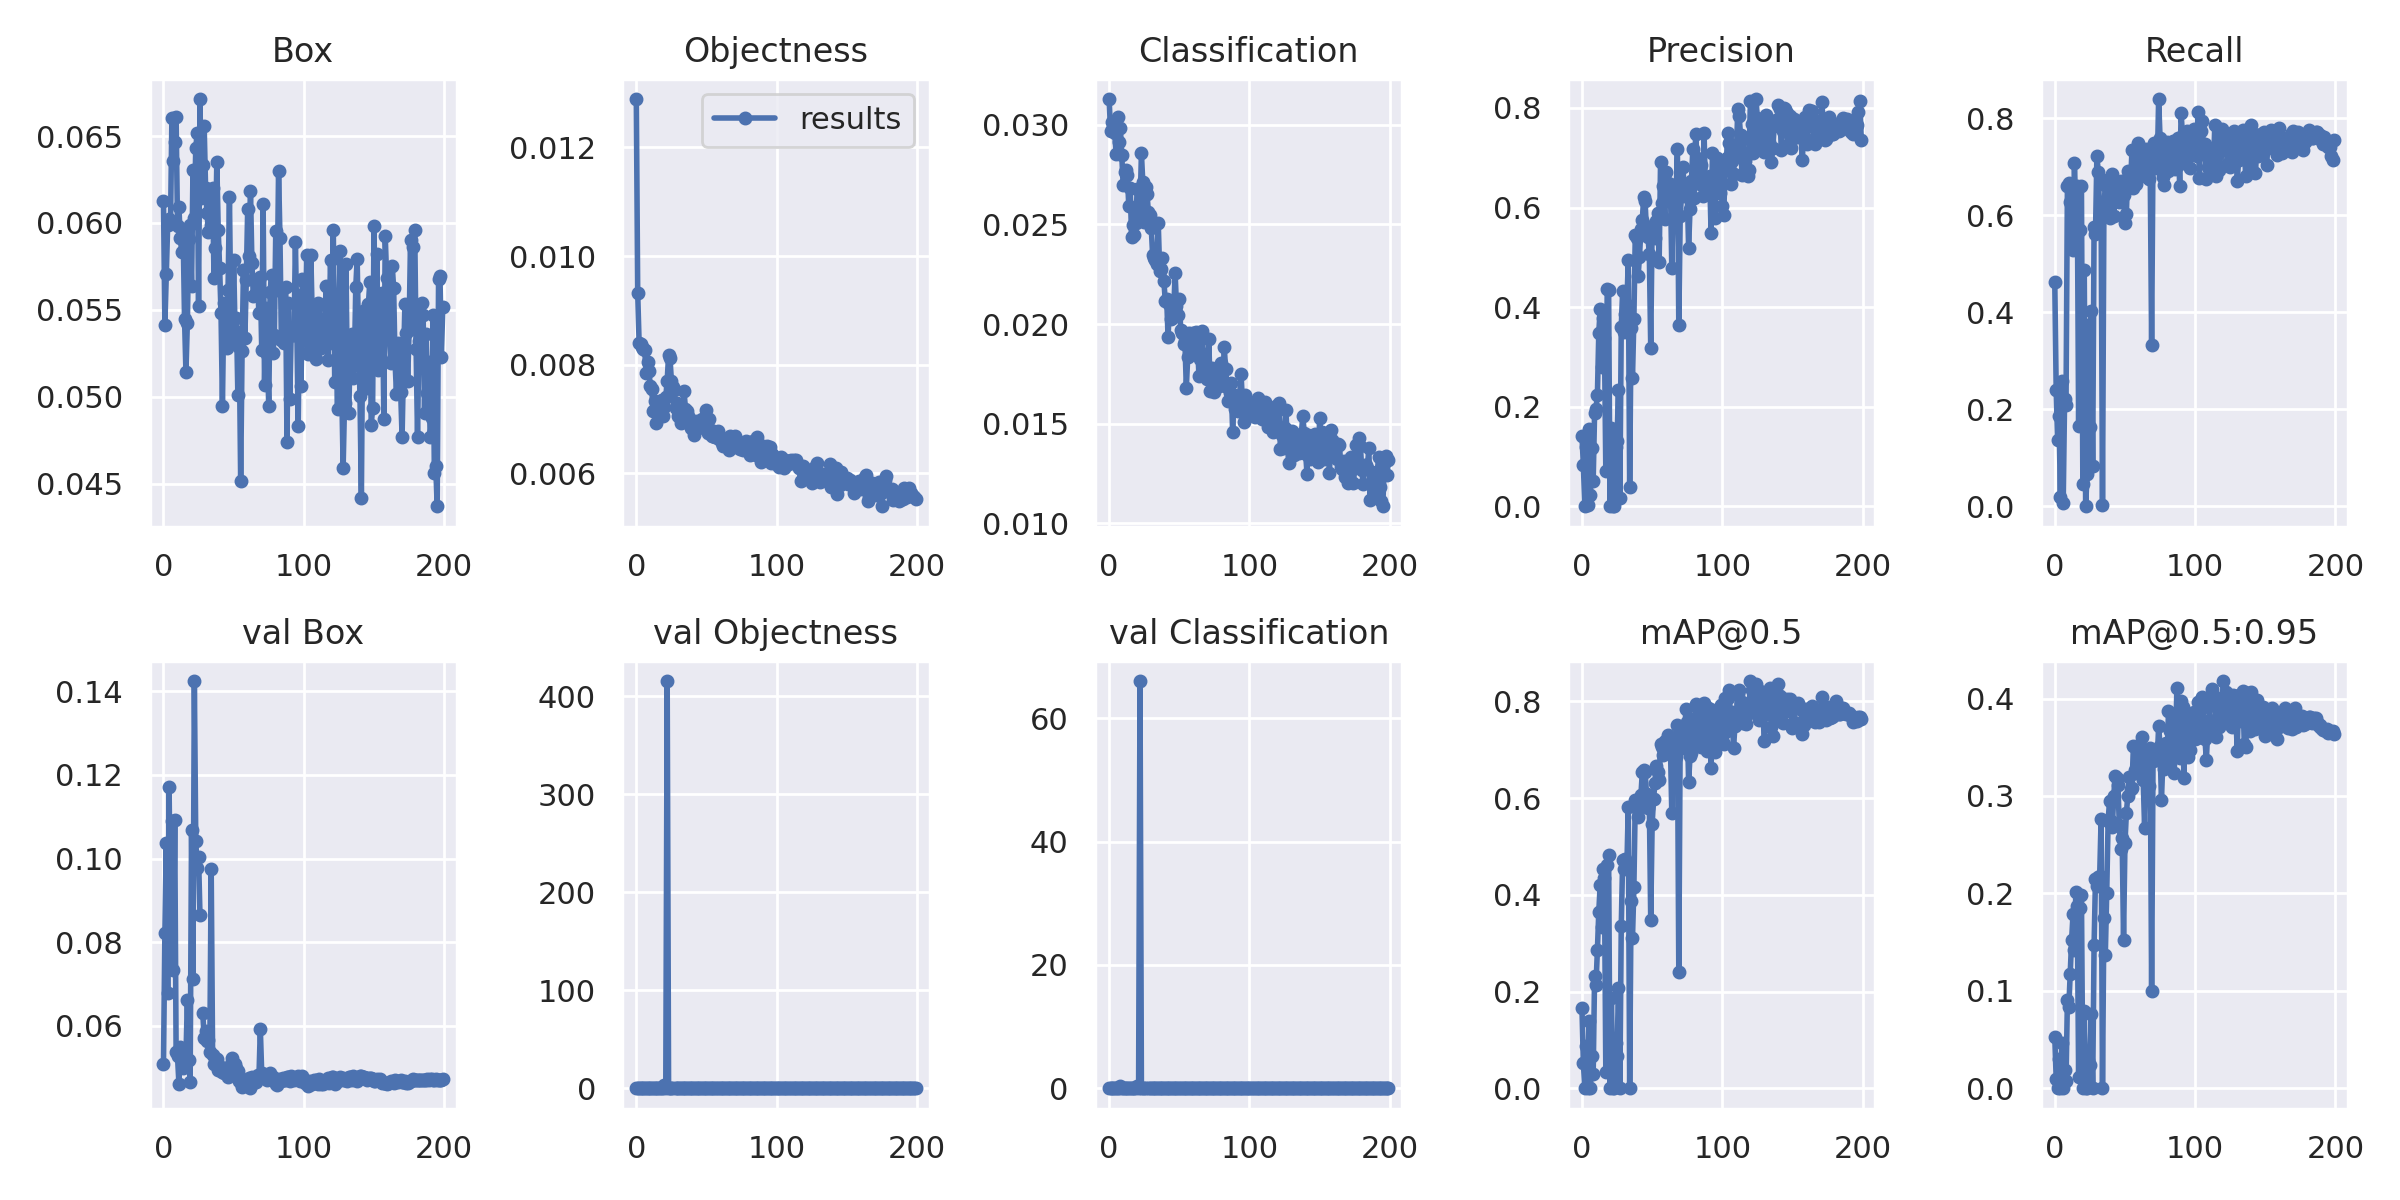 Box
Objectness
Classification
Precision
Recall
results
0.065
0.060
0.055
0.050
0.045
0 100 200
0.012
0.010
0.008
0.006
0 100 200
0.030
0.025
0.020
0.015
0.010
0 100 200
0.8
0.6
0.4
0.2
0.0
0 100 200
0.8
0.6
0.4
0.2
0.0
0 100 200
val Box
val Objectness
val Classification
mAP@0.5
mAP@0.5:0.95
0.14
0.12
0.10
0.08
0.06
0 100 200
400
300
200
100
0
0 100 200
60
40
20
0
0 100 200
0.8
0.6
0.4
0.2
0.0
0 100 200
0.4
0.3
0.2
0.1
0.0
0 100 200